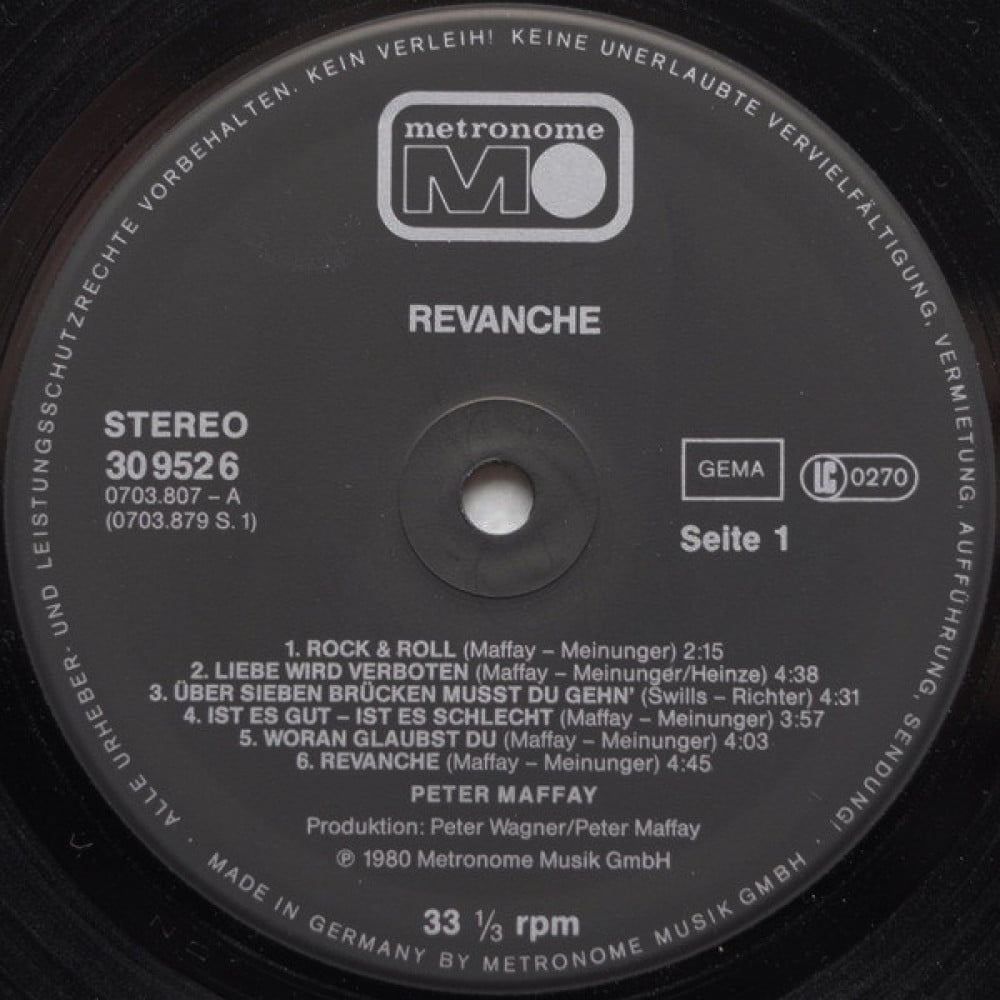 ALLE URHEBER- UND LEISTUNGSSCHUTZRECHTE VORBEHALTEN. KEIN VERLEIH! KEINE UNERLAUBTE VERVIELFÄLTIGUNG, VERMIETUNG, AUFFÜHRUNG, SENDUNG!
metronome
MO
REVANCHE
STEREO
30 952 6
0703.807 – A
(0703.879 S. 1)
GEMA
LC 0270
Seite 1
1. ROCK & ROLL (Maffay – Meinunger) 2:15
2. LIEBE WIRD VERBOTEN (Maffay – Meinunger/Heinze) 4:38
3. ÜBER SIEBEN BRÜCKEN MUSST DU GEHN' (Swills – Richter) 4:31
4. IST ES GUT – IST ES SCHLECHT (Maffay – Meinunger) 3:57
5. WORAN GLAUBST DU (Maffay – Meinunger) 4:03
6. REVANCHE (Maffay – Meinunger) 4:45
PETER MAFFAY
Produktion: Peter Wagner/Peter Maffay
℗ 1980 Metronome Musik GmbH
33 ⅓ rpm
· MADE IN GERMANY BY METRONOME MUSIK GMBH ·